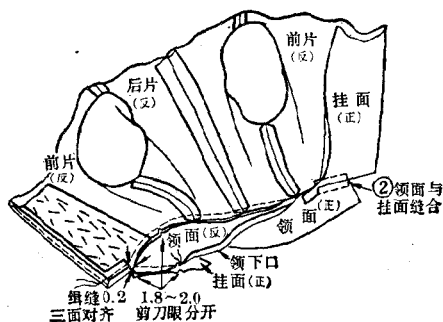 前片
(反)
后片
(反)
前片
(反)
挂面
(正)
②领面与
挂面缝合
领面(正)
领面(反)
领下口
挂面(正)
缉缝0.2
三面对齐
1.8~2.0
剪刀眼分开